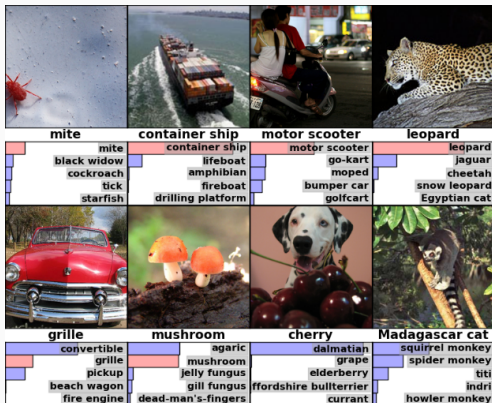 mite container ship motor scooter leopard
mite container ship motor scooter leopard
black widow lifeboat go-kart jaguar
cockroach amphibian moped cheetah
tick fireboat bumper car snow leopard
starfish drilling platform golfcart Egyptian cat
grille mushroom cherry Madagascar cat
convertible agaric dalmatian squirrel monkey
grille mushroom grape spider monkey
pickup jelly fungus elderberry titi
beach wagon gill fungus ffordshire bullterrier indri
fire engine dead-man's-fingers currant howler monkey